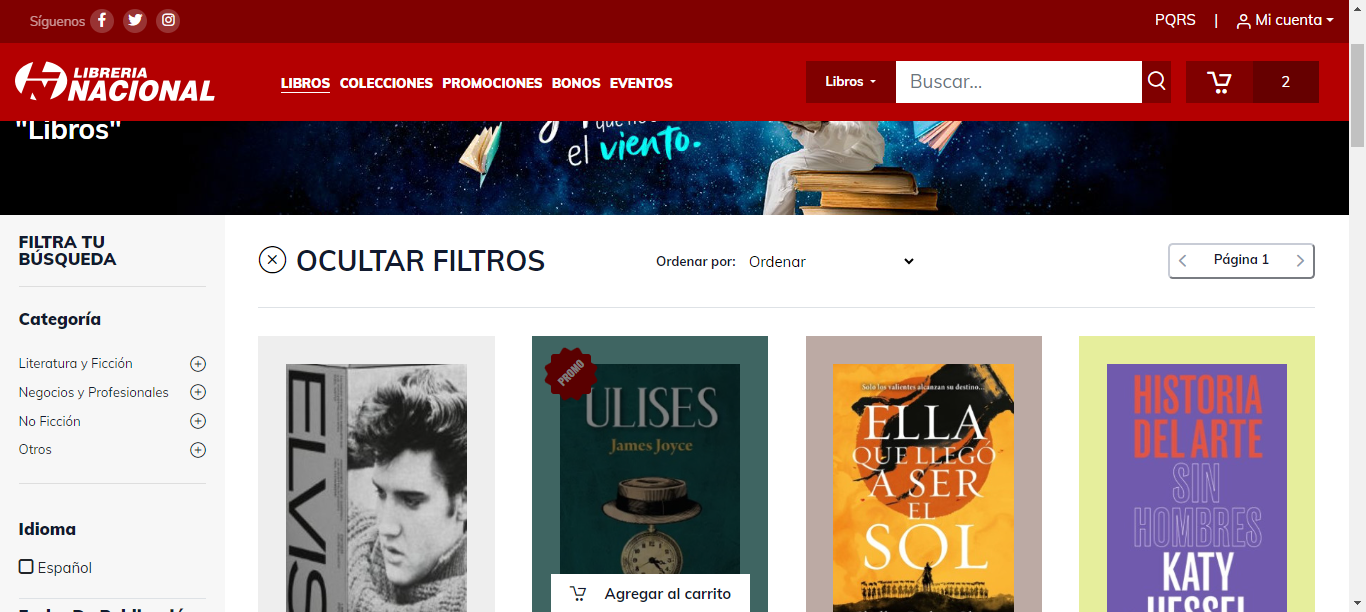 Síguenos
PQRS | Mi cuenta
LIBRERIA
NACIONAL
LIBROS COLECCIONES PROMOCIONES BONOS EVENTOS
Libros
Buscar...
2
"Libros"
el viento.
FILTRA TU
BÚSQUEDA
OCULTAR FILTROS
Ordenar por: Ordenar
Página 1
Categoría
Literatura y Ficción
Negocios y Profesionales
No Ficción
Otros
Idioma
Español
ELVIS
PROMO
ULISES
James Joyce
Agregar al carrito
Solo los valientes alcanzan su destino...
ELLA
QUE LLEGÓ
A SER
EL
SOL
HISTORIA
DEL ARTE
SIN
HOMBRES
KATY
HESSEL